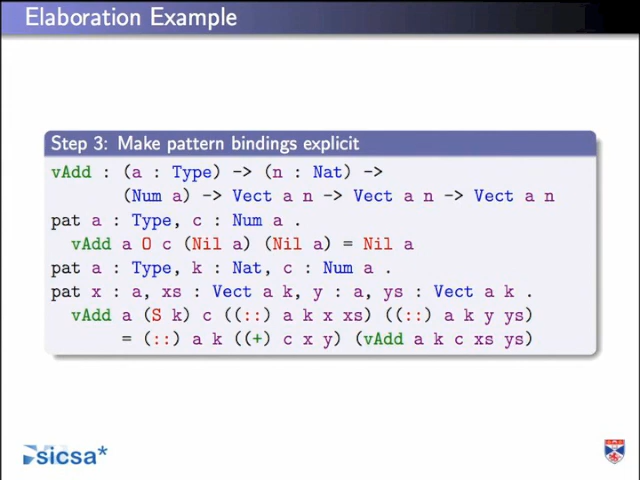 Elaboration Example
Step 3: Make pattern bindings explicit
vAdd : (a : Type) -> (n : Nat) ->
(Num a) -> Vect a n -> Vect a n -> Vect a n
pat a : Type, c : Num a .
vAdd a O c (Nil a) (Nil a) = Nil a
pat a : Type, k : Nat, c : Num a .
pat x : a, xs : Vect a k, y : a, ys : Vect a k .
vAdd a (S k) c ((::) a k x xs) ((::) a k y ys)
= (::) a k ((+) c x y) (vAdd a k c xs ys)
sicsa*